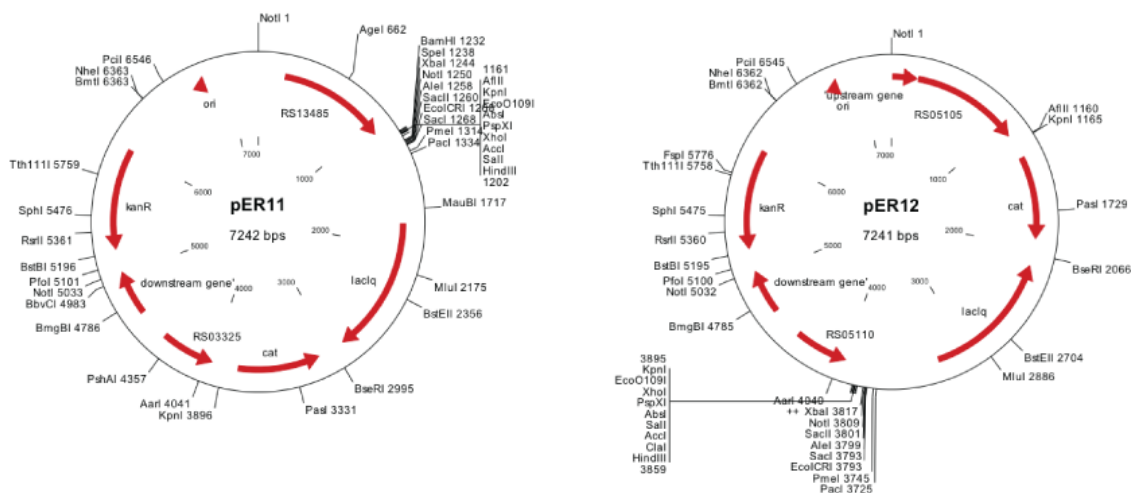 NotI 1
AgeI 662
BamHI 1232
SpeI 1238
XbaI 1244
NotI 1250
AleI 1258
SacII 1260
SacI 1268
PmeI 1314
PacI 1334
1161
AflII
KpnI
EcoO109I
AbsI
PspXI
XhoI
AccI
SalI
HindIII
1202
MauBI 1717
MluI 2175
BstEII 2356
BseRI 2995
PasI 3331
KpnI 3896
AarI 4041
PshAI 4357
BmgBI 4786
BbvCI 4983
NotI 5033
PfoI 5101
BstBI 5196
RsrII 5361
SphI 5476
Tth111I 5759
BmtI 6363
NheI 6363
PciI 6546
ori
RS13485
lacIq
cat
RS03325
downstream gene'
kanR
7000
1000
2000
3000
4000
5000
6000
pER11
7242 bps
NotI 1
AflII 1160
KpnI 1165
PasI 1729
BseRI 2066
BstEII 2704
MluI 2886
AarI 4040
++ XbaI 3817
NotI 3809
SacII 3801
AleI 3799
SacI 3793
EcolCRI 3793
PmeI 3745
PacI 3725
3895
KpnI
EcoO109I
XhoI
PspXI
AbsI
SalI
AccI
ClaI
HindIII
3859
BmgBI 4785
NotI 5032
PfoI 5100
BstBI 5195
RsrII 5360
SphI 5475
Tth111I 5758
FspI 5776
BmtI 6362
NheI 6362
PciI 6545
upstream gene
ori
RS05105
cat
lacIq
RS05110
downstream gene'
kanR
7000
1000
2000
3000
4000
5000
6000
pER12
7241 bps